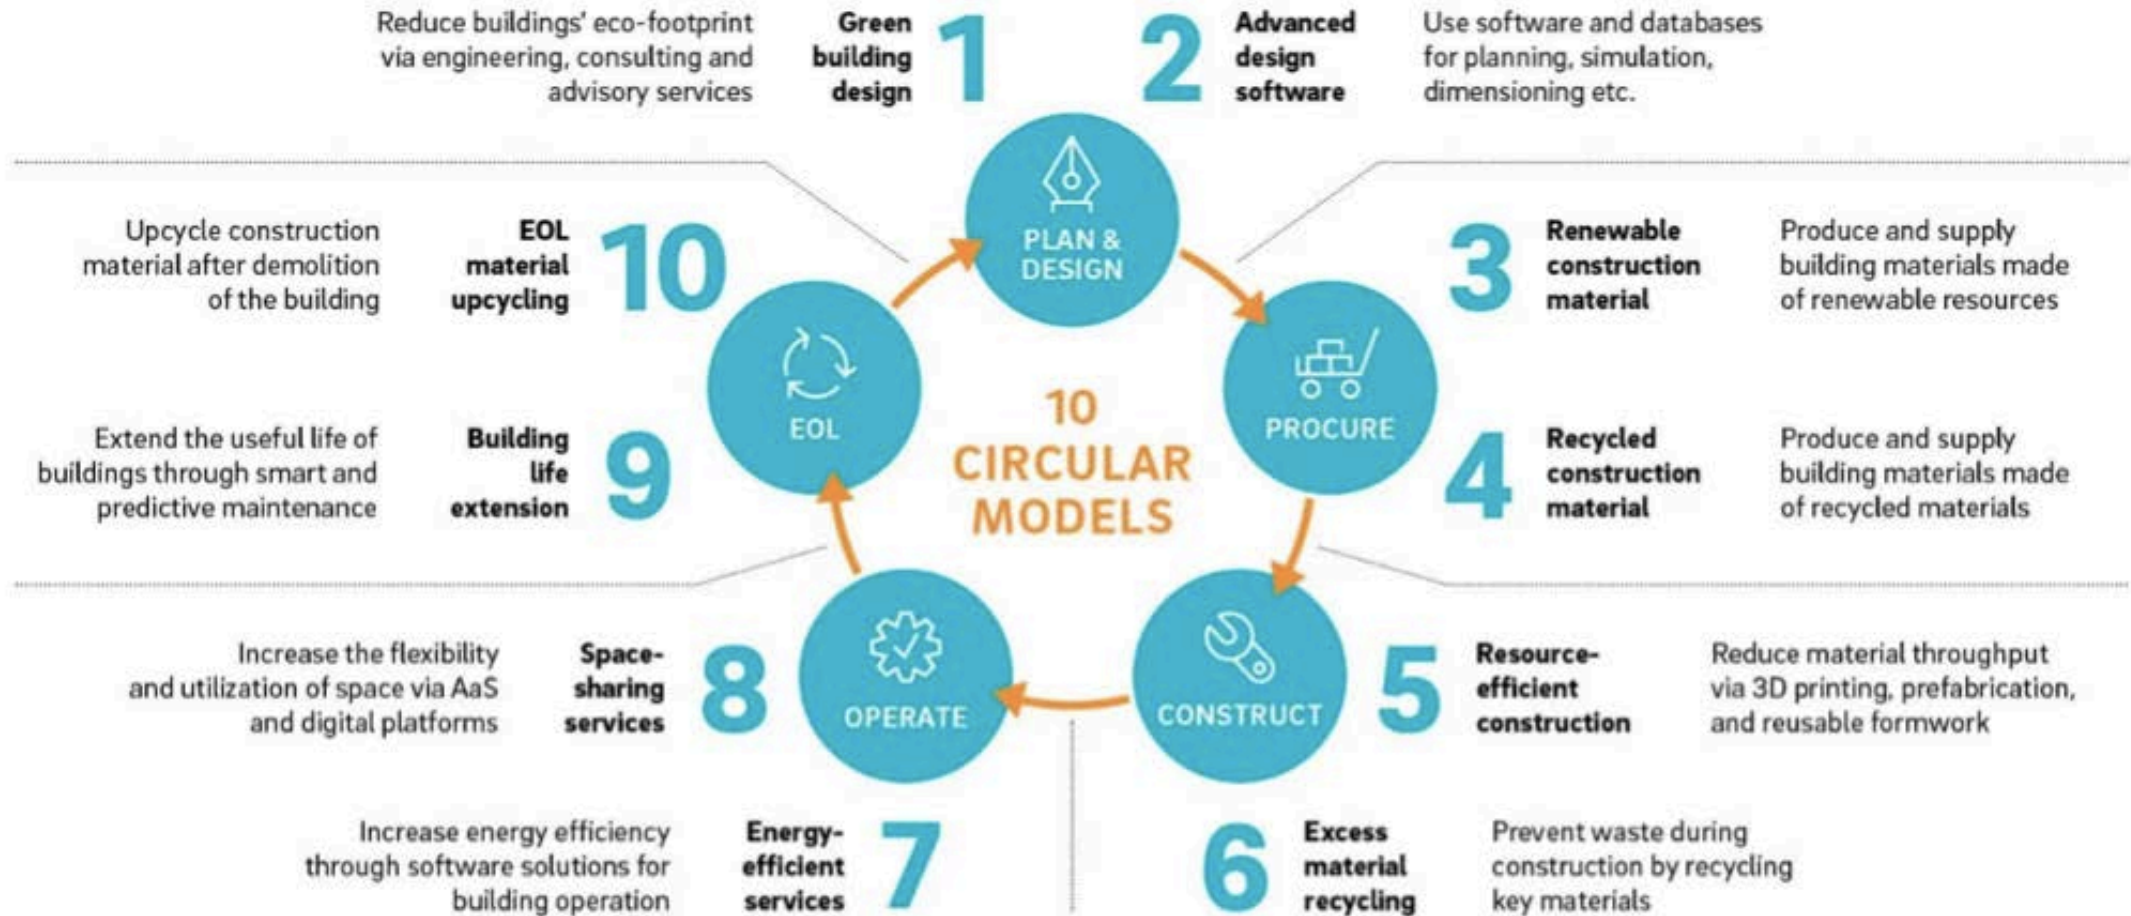 Reduce buildings' eco-footprint
via engineering, consulting and
advisory services
Green
building
design
1
2
Advanced
design
software
Use software and databases
for planning, simulation,
dimensioning etc.
PLAN &
DESIGN
3
Renewable
construction
material
Produce and supply
building materials made
of renewable resources
PROCURE
4
Recycled
construction
material
Produce and supply
building materials made
of recycled materials
10
CIRCULAR
MODELS
CONSTRUCT
5
Resource-
efficient
construction
Reduce material throughput
via 3D printing, prefabrication,
and reusable formwork
6
Excess
material
recycling
Prevent waste during
construction by recycling
key materials
OPERATE
Increase energy efficiency
through software solutions for
building operation
Energy-
efficient
services
7
Increase the flexibility
and utilization of space via AaS
and digital platforms
Space-
sharing
services
8
EOL
Extend the useful life of
buildings through smart and
predictive maintenance
Building
life
extension
9
Upcycle construction
material after demolition
of the building
EOL
material
upcycling
10